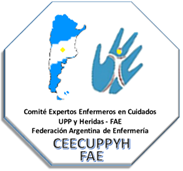 Comité Expertos Enfermeros en Cuidados
UPP y Heridas - FAE
Federación Argentina de Enfermería
CEECUPPYH
FAE